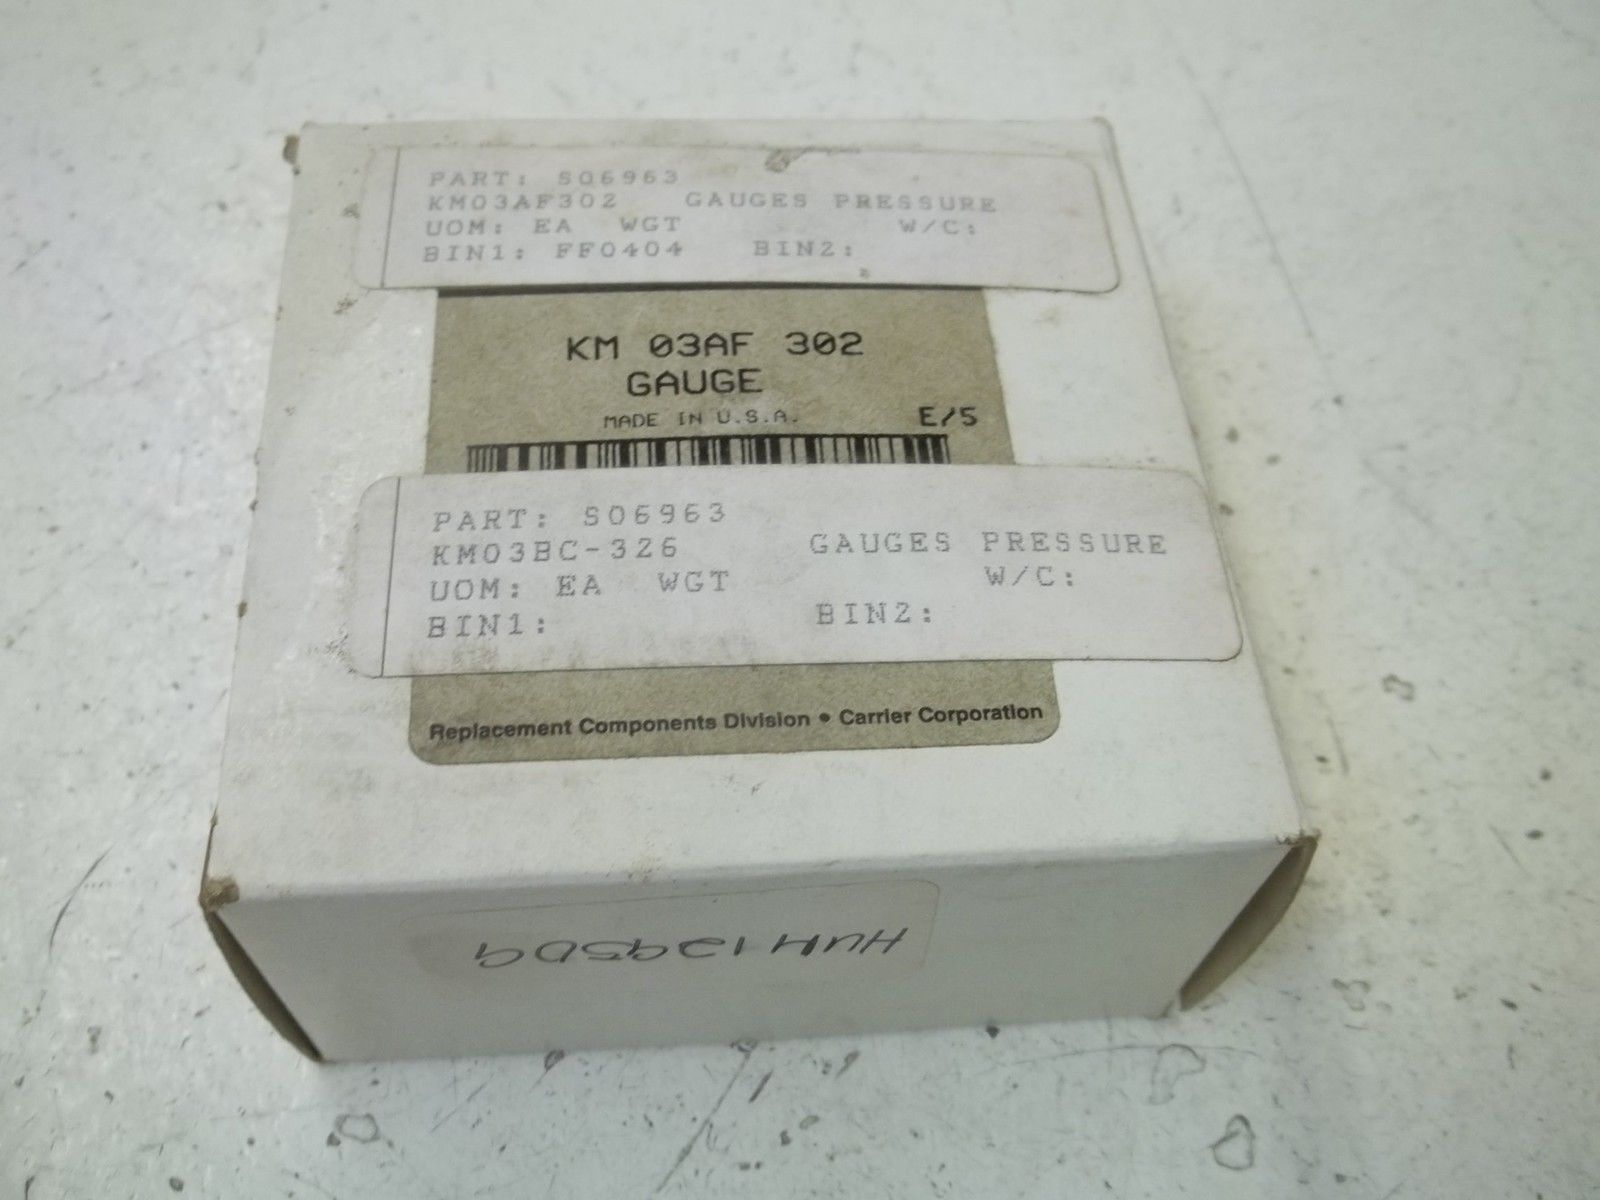 PART: S06963
KM03AF302 GAUGES PRESSURE
UOM: EA WGT W/C:
BIN1: FF0404 BIN2:
KM 03AF 302
GAUGE
MADE IN U.S.A. E/5
PART: S06963
KM03BC-326 GAUGES PRESSURE
UOM: EA WGT W/C:
BIN1: BIN2:
Replacement Components Division • Carrier Corporation